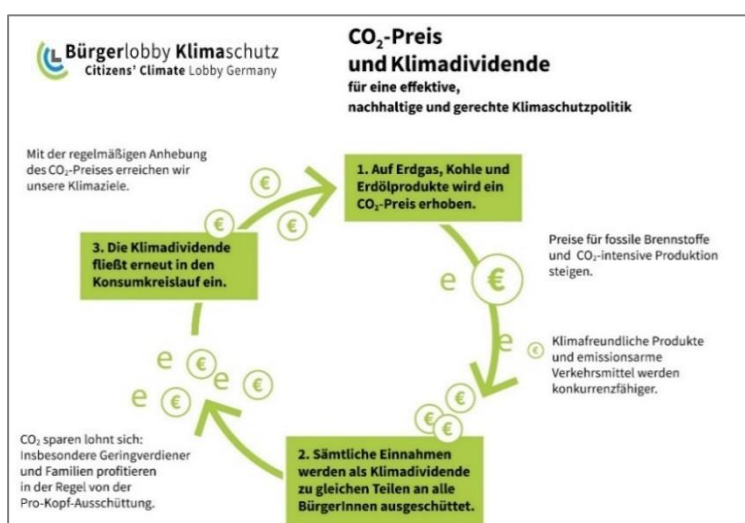 Bürgerlobby Klimaschutz
Citizens' Climate Lobby Germany
CO₂-Preis
und Klimadividende
für eine effektive,
nachhaltige und gerechte Klimaschutzpolitik
Mit der regelmäßigen Anhebung
des CO₂-Preises erreichen wir
unsere Klimaziele.
€
€
€
1. Auf Erdgas, Kohle und
Erdölprodukte wird ein
CO₂-Preis erhoben.
3. Die Klimadividende
fließt erneut in den
Konsumkreislauf ein.
Preise für fossile Brennstoffe
und CO₂-intensive Produktion
steigen.
e €
e €
Klimafreundliche Produkte
und emissionsarme
Verkehrsmittel werden
konkurrenzfähiger.
e € e €
e €
€
€ €
CO₂ sparen lohnt sich:
Insbesondere Geringverdiener
und Familien profitieren
in der Regel von der
Pro-Kopf-Ausschüttung.
2. Sämtliche Einnahmen
werden als Klimadividende
zu gleichen Teilen an alle
BürgerInnen ausgeschüttet.